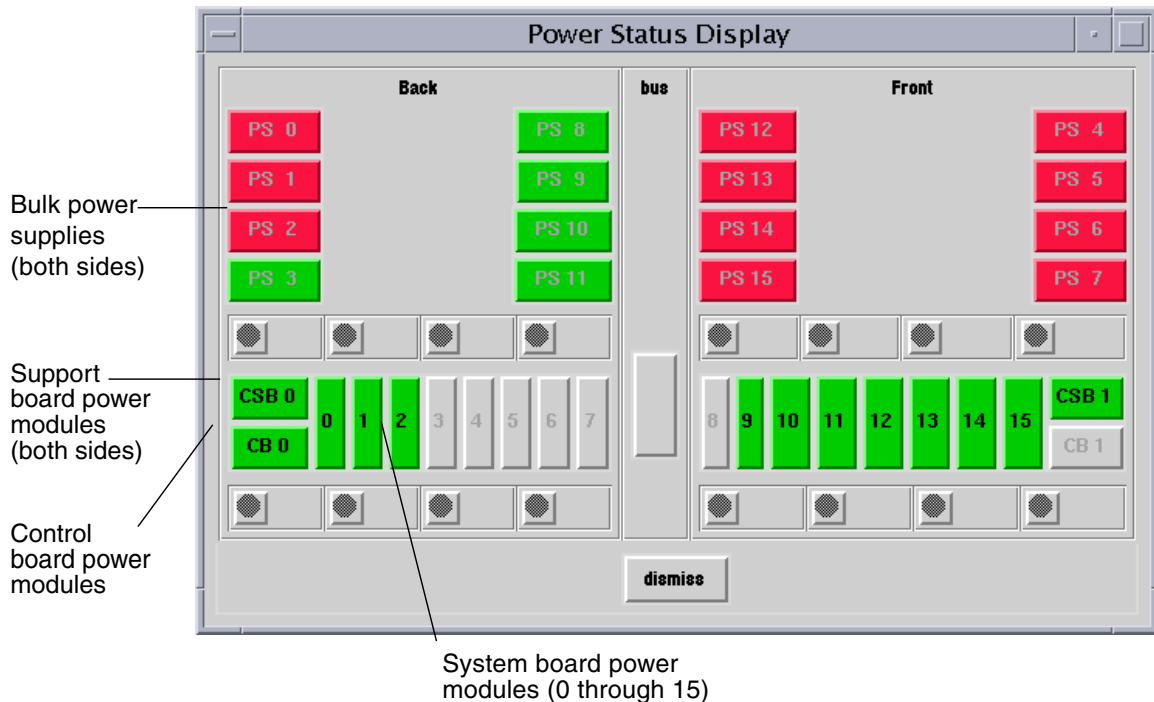 Power Status Display
Back
bus
Front
PS 0
PS 8
PS 12
PS 4
PS 1
PS 9
PS 13
PS 5
PS 2
PS 10
PS 14
PS 6
PS 3
PS 11
PS 15
PS 7
CSB 0
CB 0
0 1 2 3 4 5 6 7
8 9 10 11 12 13 14 15
CSB 1
CB 1
dismiss
Bulk power
supplies
(both sides)
Support
board power
modules
(both sides)
Control
board power
modules
System board power
modules (0 through 15)